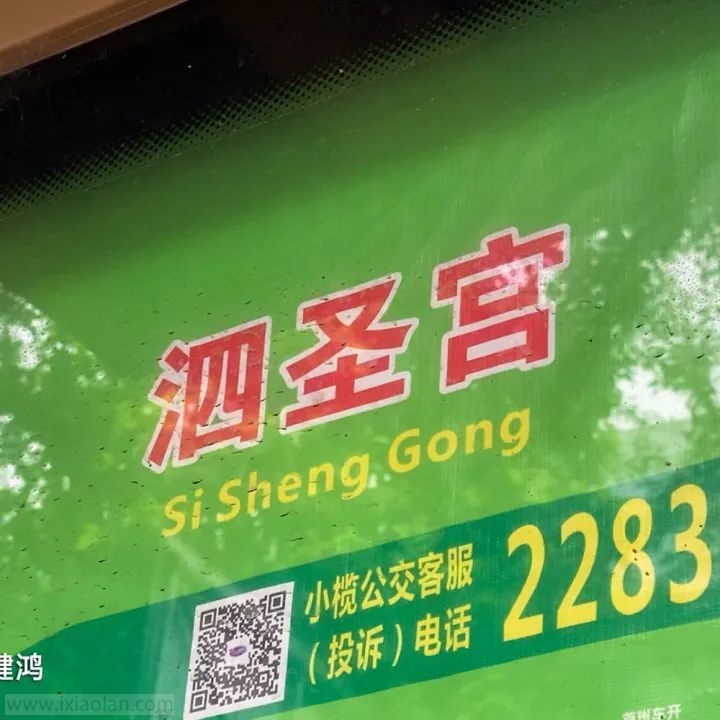 泗圣宫
Si Sheng Gong
小榄公交客服
（投诉）电话
2283
建鸿
www.ixiaolan.com